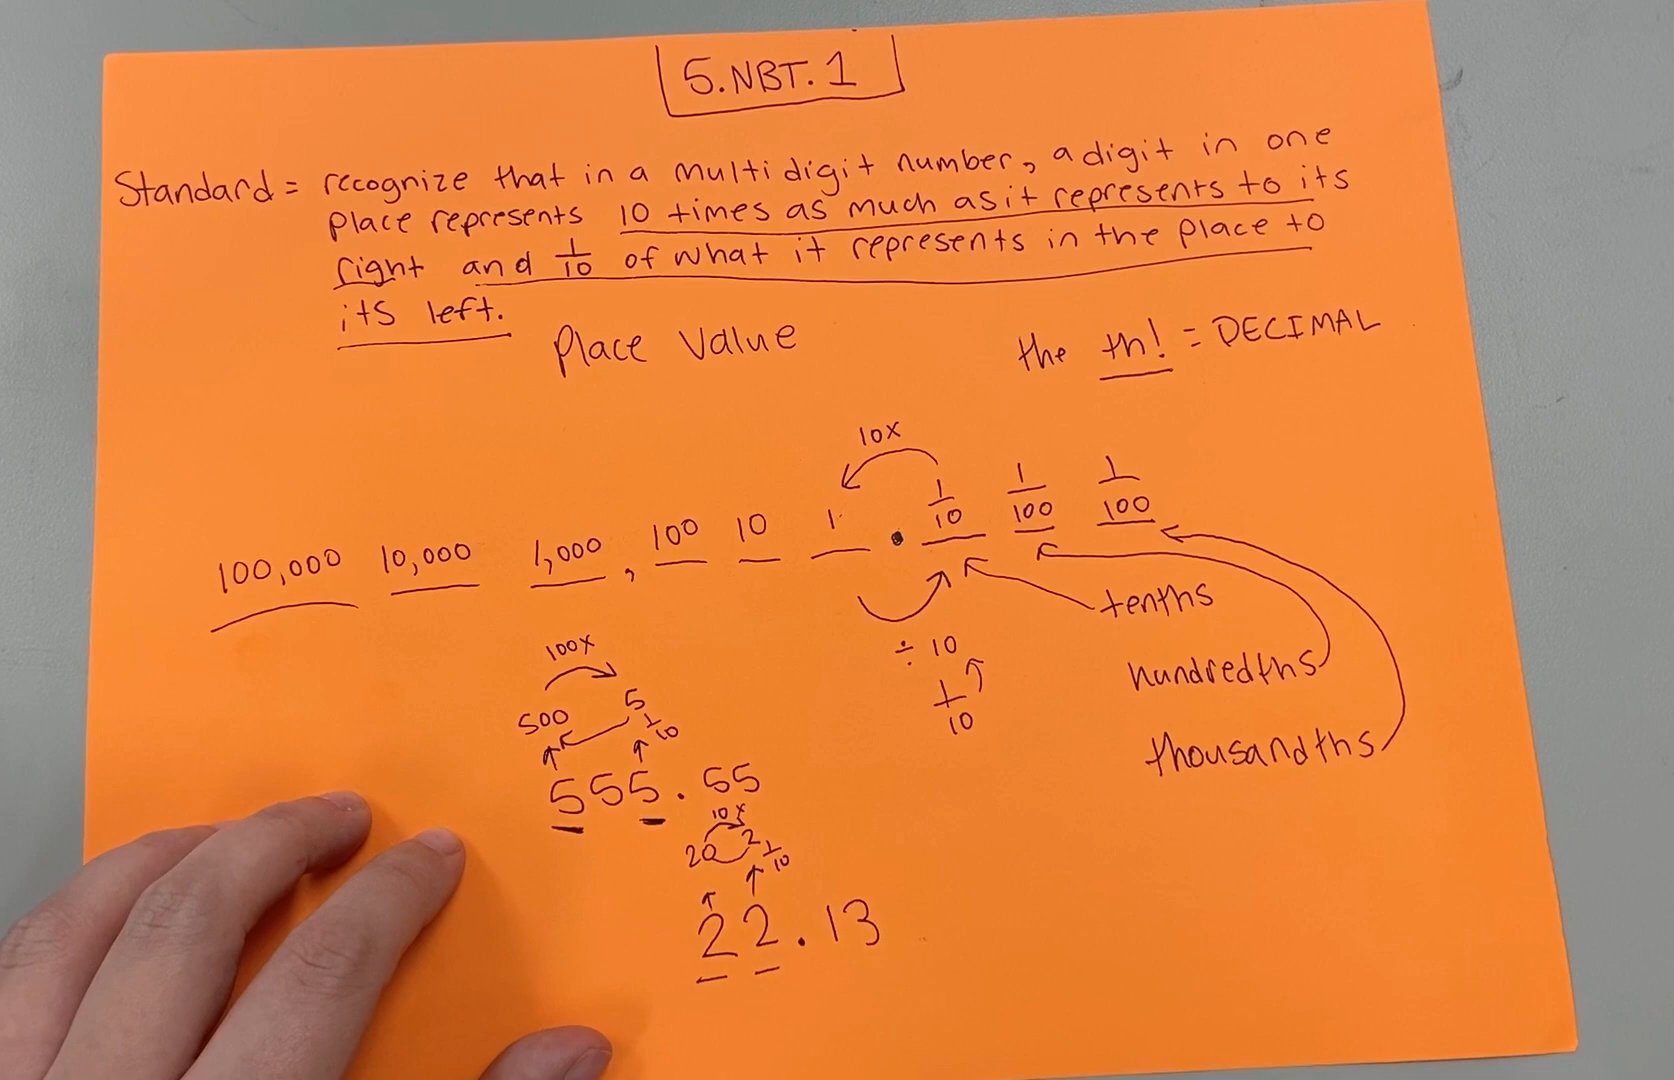 5.NBT.1
Standard = recognize that in a multi digit number, a digit in one
place represents 10 times as much as it represents to its
right and 1/10 of what it represents in the place to
its left.
Place Value
the th! = DECIMAL
10x
100,000 10,000 1,000 , 100 10 1 . 1/10 1/100 1/100
tenths
÷ 10
hundredths
1/10
thousandths
100x
500 5
1/10
555.55
10x
20 2 1/10
22.13